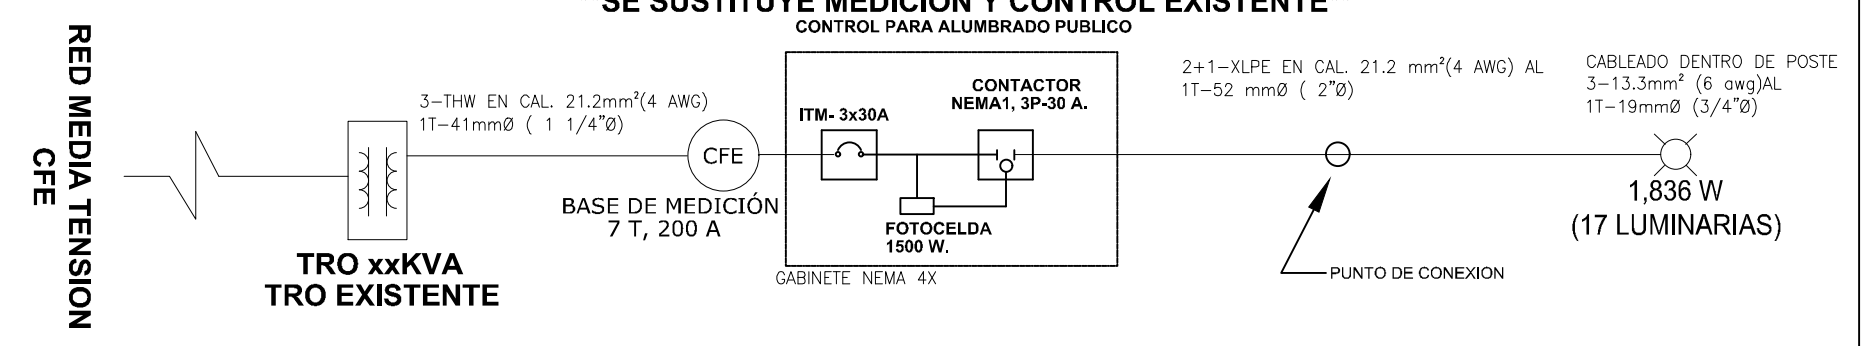 "SE SUSTITUYE MEDICION Y CONTROL EXISTENTE"
CONTROL PARA ALUMBRADO PUBLICO
RED MEDIA TENSION
CFE
3-THW EN CAL. 21.2mm²(4 AWG)
1T-41mmØ ( 1 1/4"Ø)
TRO xxKVA
TRO EXISTENTE
CFE
BASE DE MEDICIÓN
7 T, 200 A
ITM- 3x30A
CONTACTOR
NEMA1, 3P-30 A.
FOTOCELDA
1500 W.
GABINETE NEMA 4X
2+1-XLPE EN CAL. 21.2 mm²(4 AWG) AL
1T-52 mmØ ( 2"Ø)
PUNTO DE CONEXION
CABLEADO DENTRO DE POSTE
3-13.3mm² (6 awg)AL
1T-19mmØ (3/4"Ø)
1,836 W
(17 LUMINARIAS)